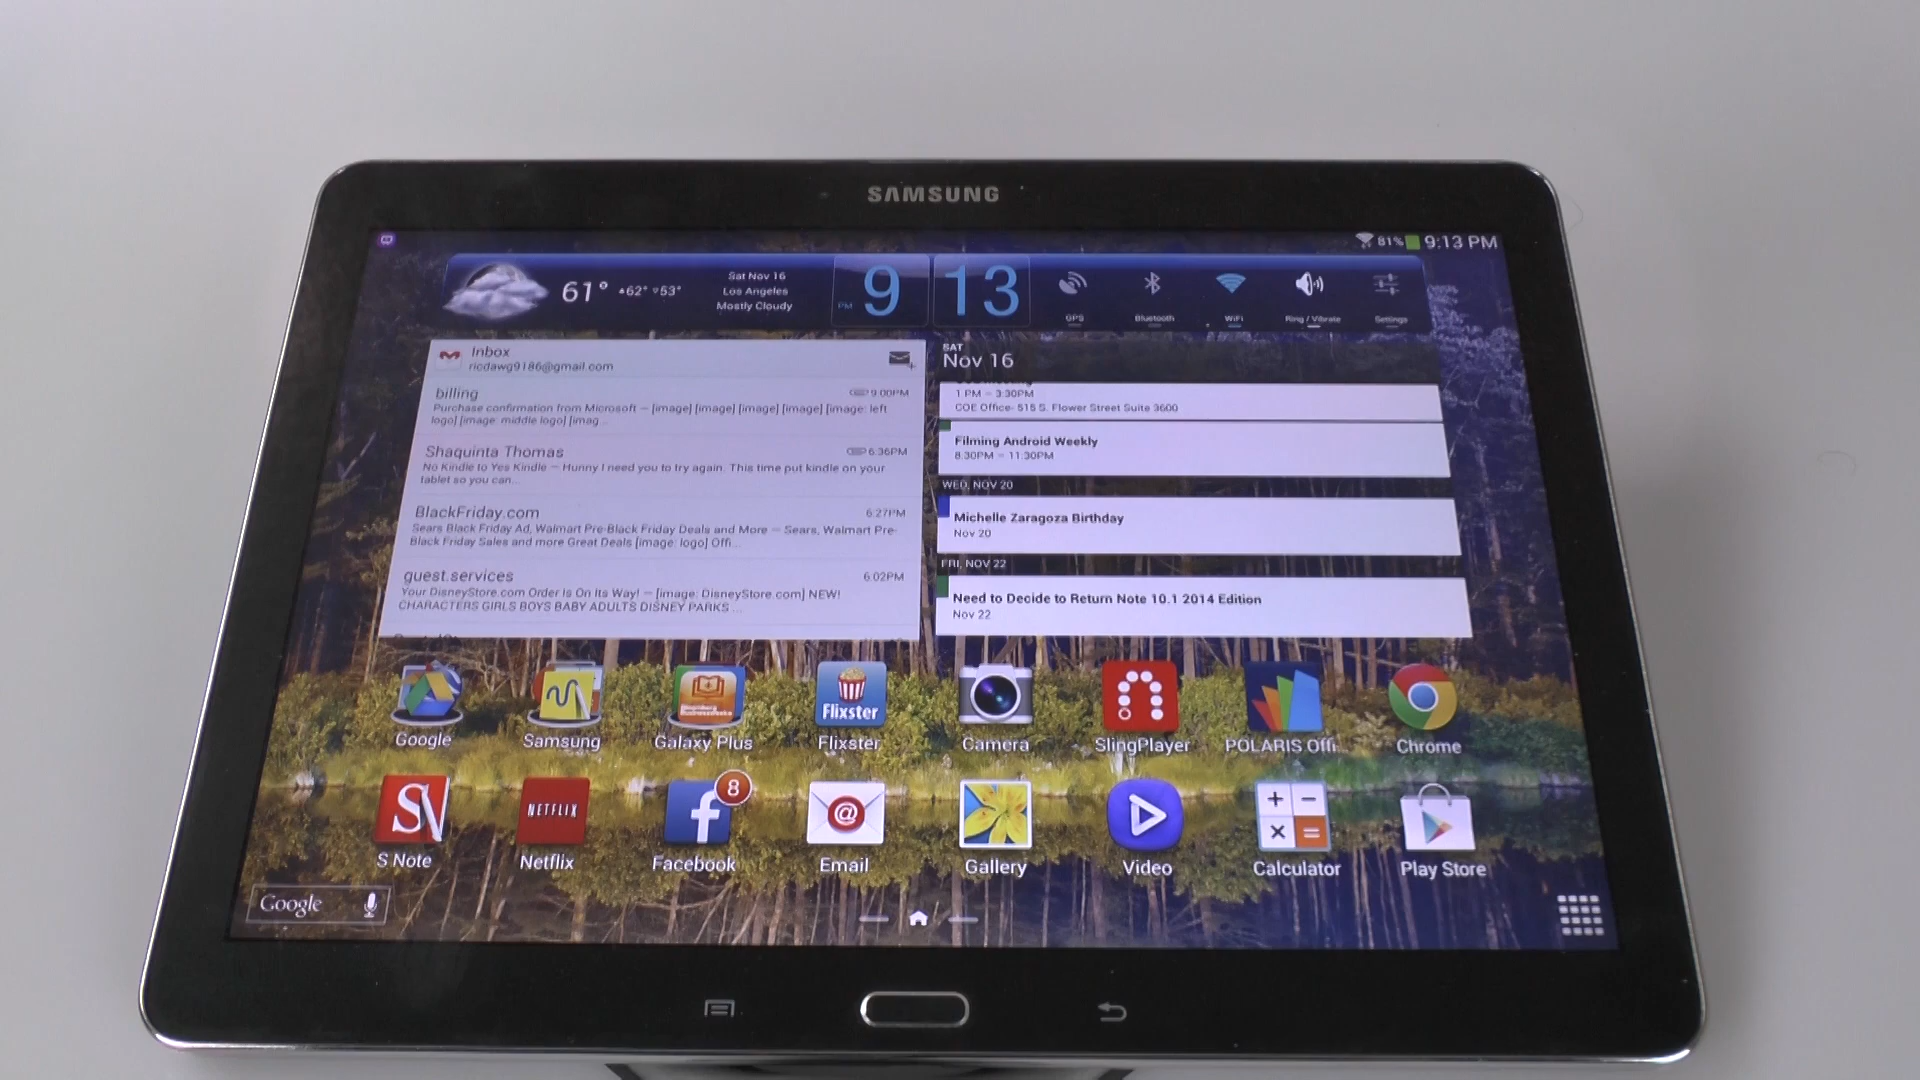 SAMSUNG
81% 9:13 PM
61° 62° 53°
Sat Nov 16
Los Angeles
Mostly Cloudy
PM 9 13
GPS
Bluetooth
WiFi
Ring / Vibrate
Settings
Inbox
ricdawg9186@gmail.com
billing 9:00PM
Purchase confirmation from Microsoft – [image] [image] [image] [image] [image: left
logo] [image: middle logo] [imag...
Shaquinta Thomas 6:36PM
No Kindle to Yes Kindle – Hunny I need you to try again. This time put kindle on your
tablet so you can...
BlackFriday.com 6:27PM
Sears Black Friday Ad, Walmart Pre-Black Friday Deals and More – Sears, Walmart Pre-
Black Friday Sales and more Great Deals [image: logo] Offi...
guest.services 6:02PM
Your DisneyStore.com Order Is On Its Way! – [image: DisneyStore.com] NEW!
CHARACTERS GIRLS BOYS BABY ADULTS DISNEY PARKS ...
SAT
Nov 16
1 PM – 3:30PM
COE Office- 515 S. Flower Street Suite 3600
Filming Android Weekly
8:30PM – 11:30PM
WED, NOV 20
Michelle Zaragoza Birthday
Nov 20
FRI, NOV 22
Need to Decide to Return Note 10.1 2014 Edition
Nov 22
Flixster
Google
Samsung
Galaxy Plus
Flixster
Camera
SlingPlayer
POLARIS Offi..
Chrome
NETFLIX
8
S Note
Netflix
Facebook
Email
Gallery
Video
Calculator
Play Store
Google